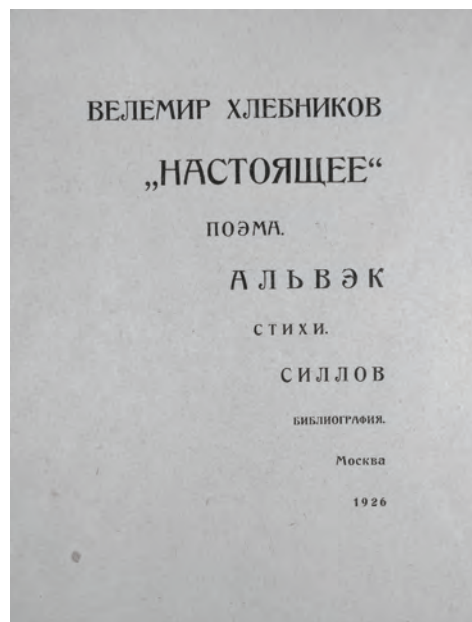 ВЕЛЕМИР ХЛЕБНИКОВ
„НАСТОЯЩЕЕ“
ПОЭМА.
АЛЬВЭК
СТИХИ.
СИЛЛОВ
БИБЛИОГРАФИЯ.
Москва
1926